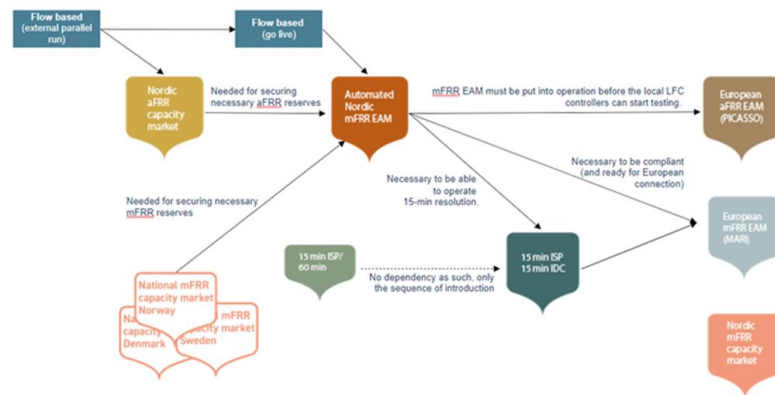 Flow based
(external parallel
run)
Flow based
(go live)
Nordic
aFRR
capacity
market
Needed for securing
necessary aFRR reserves
Automated
Nordic
mFRR EAM
mFRR EAM must be put into operation before the local LFC
controllers can start testing.
European
aFRR EAM
(PICASSO)
Necessary to be compliant
(and ready for European
connection)
Necessary to be able
to operate
15-min resolution.
Needed for securing necessary
mFRR reserves
European
mFRR EAM
(MARI)
15 min ISP/
60 min
No dependency as such, only
the sequence of introduction
15 min ISP
15 min IDC
National mFRR
capacity market
Norway
Na
capacity
Denmark
mFRR
pacity market
Sweden
Nordic
mFRR
capacity
market